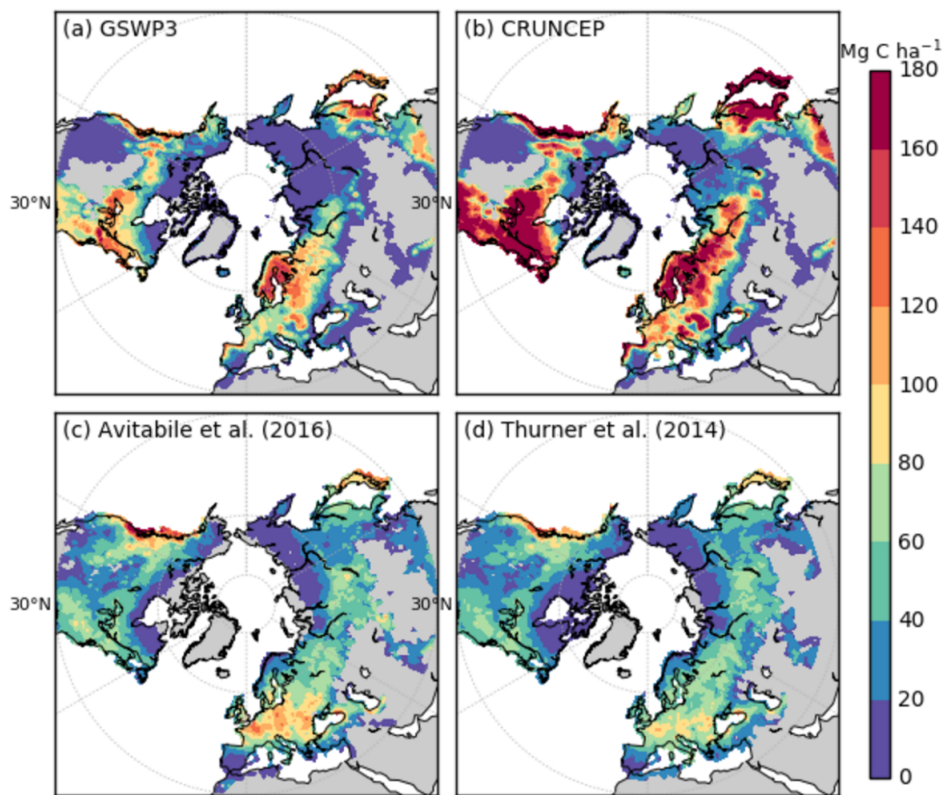 (a) GSWP3
(b) CRUNCEP
Mg C ha⁻¹
180
160
140
120
100
80
60
40
20
0
30°N
30°N
(c) Avitabile et al. (2016)
(d) Thurner et al. (2014)
30°N
30°N